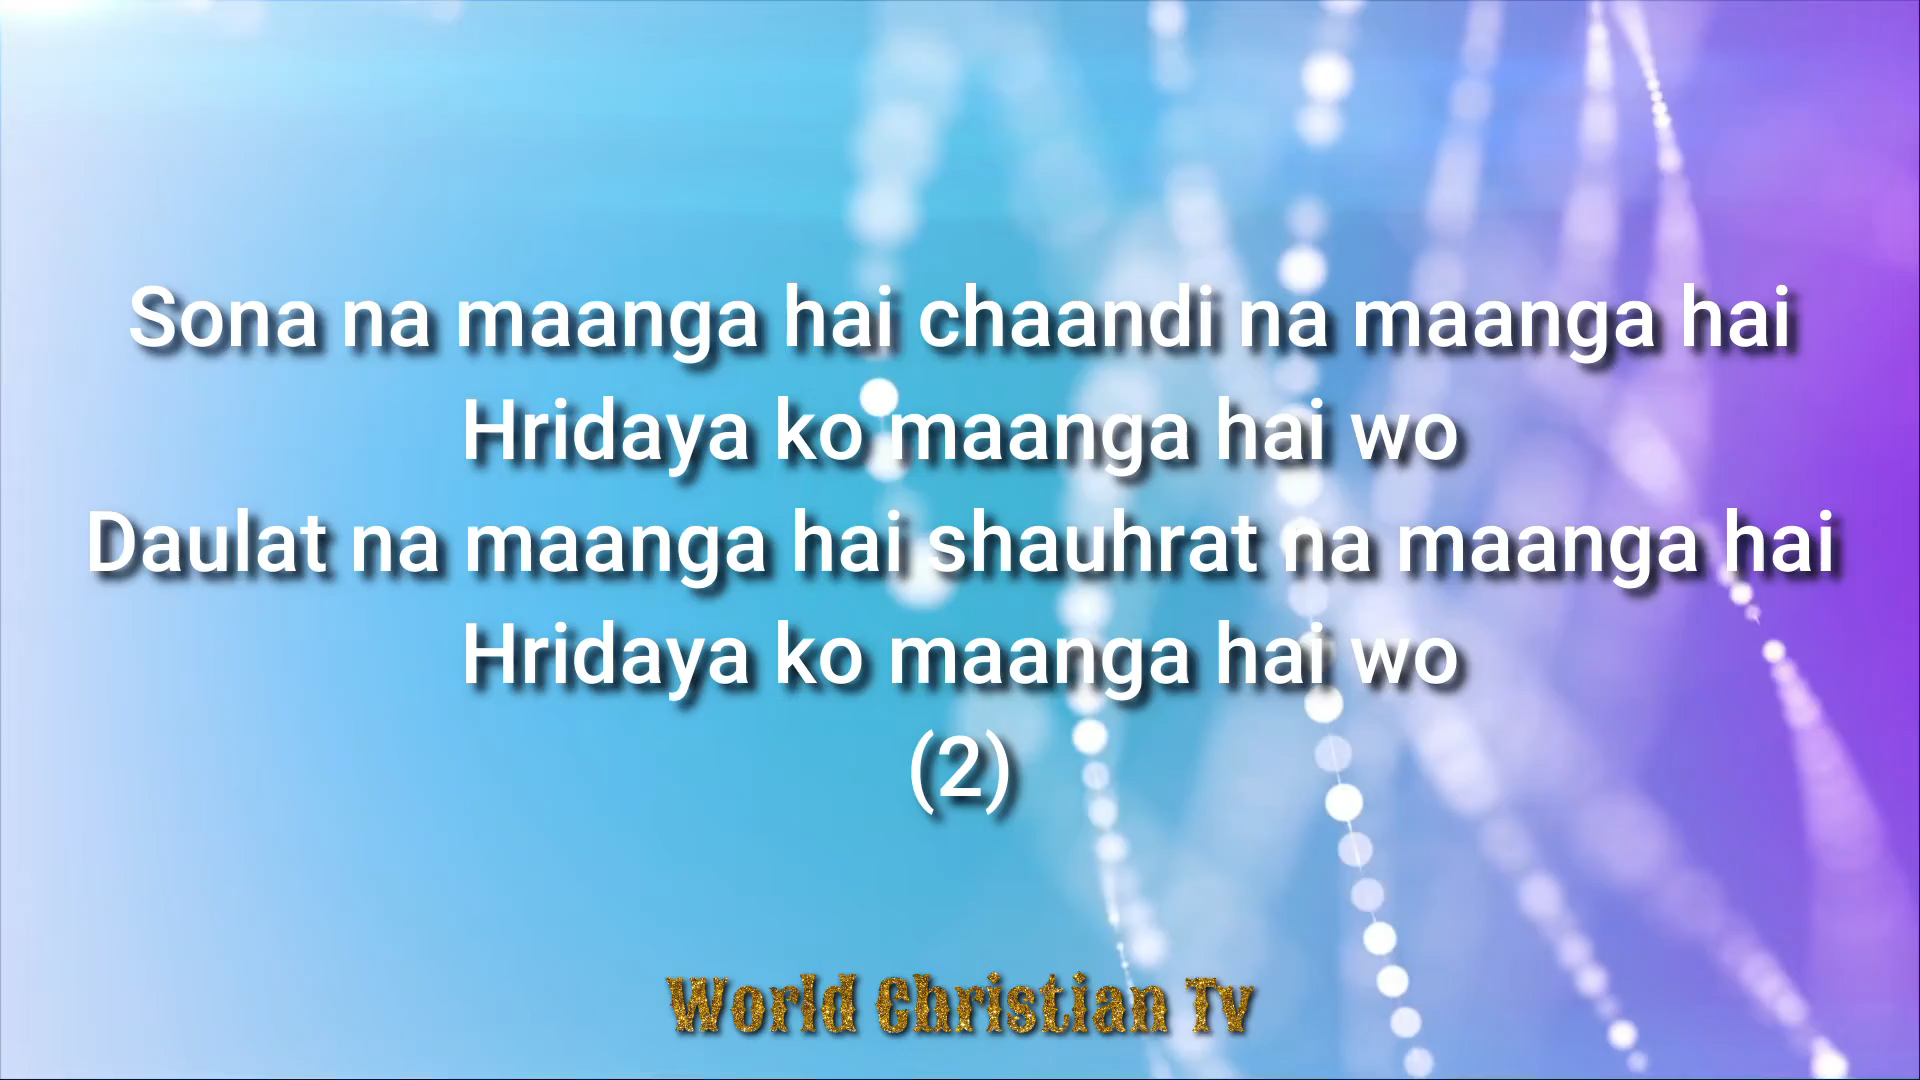 Sona na maanga hai chaandi na maanga hai
Hridaya ko maanga hai wo
Daulat na maanga hai shauhrat na maanga hai
Hridaya ko maanga hai wo
(2)
World Christian Tv